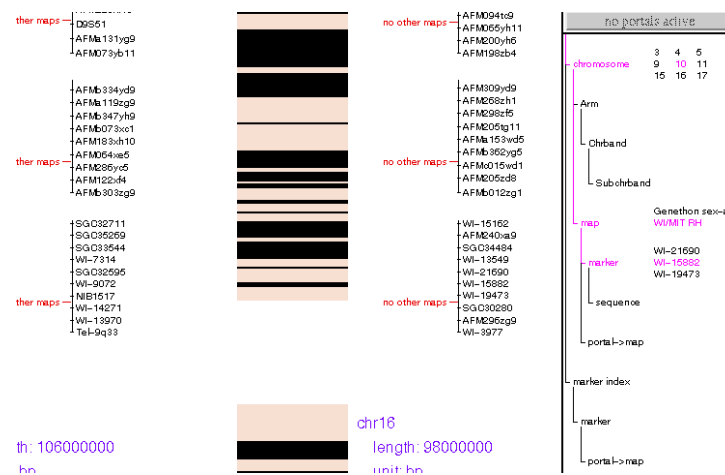 ther maps
D9S51
AFMa131yg9
AFM073yb11
AFMb334yd9
AFMa119zg9
AFMb347yh9
AFMb073xc1
AFM183xh10
AFM064xe5
ther maps
AFM285yc5
AFM122xf4
AFMb303zg9
SGC32711
SGC35259
SGC33544
WI-7314
SGC32595
WI-9072
NIB1517
ther maps
WI-14271
WI-13970
Tel-9q33
th: 106000000
bp
AFM094tc9
no other maps
AFM065yh11
AFM200yh6
AFM198zb4
AFM309yd9
AFM268zh1
AFM298zf5
AFM205tg11
AFMa153wd5
AFMb362yg5
no other maps
AFMc015wd1
AFM205zd8
AFMb012zg1
WI-15162
AFM240xa9
SGC34484
WI-13549
WI-21690
WI-15882
WI-19473
no other maps
SGC30280
AFM296zg9
WI-3977
chr16
length: 98000000
unit: bp
no portals active
3 4 5
chromosome 9 10 11
15 16 17
Arm
Chrband
Subchrband
Genethon sex-a
map WI/MIT RH
WI-21690
marker WI-15882
WI-19473
sequence
portal->map
marker index
marker
portal->map